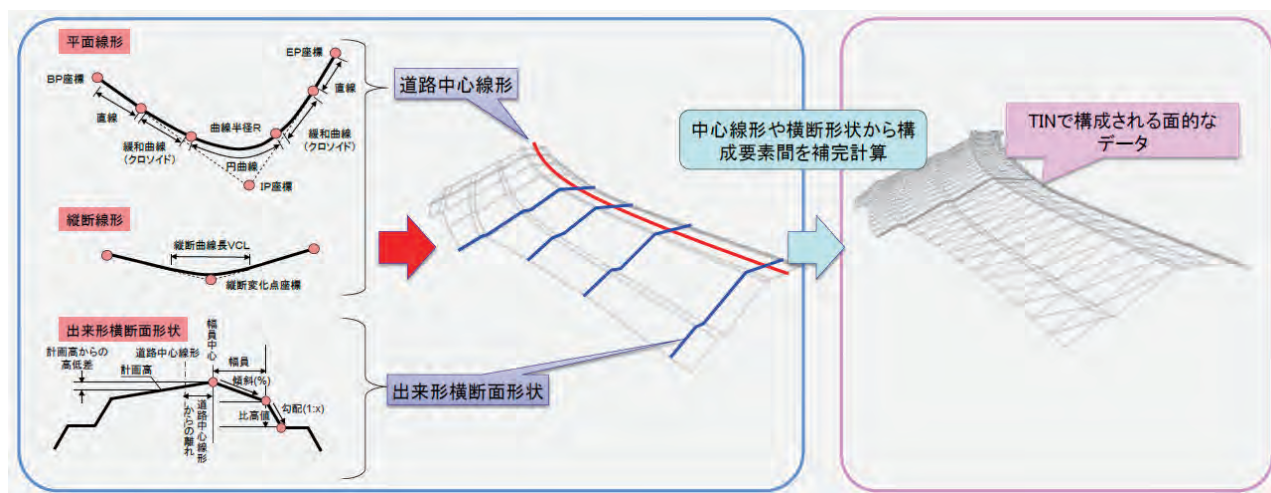 平面線形
EP座標
BP座標
直線
直線
曲線半径R
緩和曲線
(クロソイド)
緩和曲線
(クロソイド)
円曲線
IP座標
縦断線形
縦断曲線長VCL
縦断変化点座標
出来形横断面形状
計画高からの
高低差
道路中心線形
幅員中心
幅員
計画高
傾斜(%)
勾配(1:x)
比高値
道路中心線形
からの離れ
道路中心線形
出来形横断面形状
中心線形や横断形状から構
成要素間を補完計算
TINで構成される面的な
データ